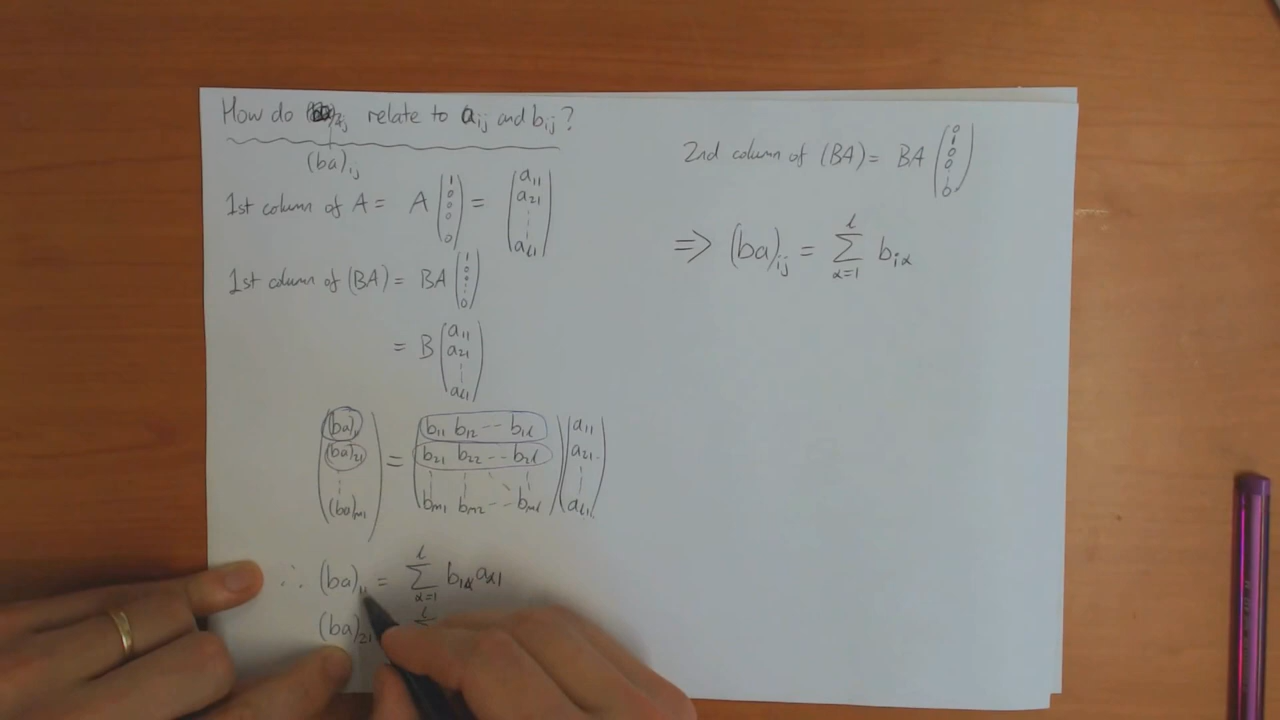 How do (ba)ij relate to aij and bij?
(ba)ij
1st column of A = A (1 0 0 0 ⋮ 0) = (a11 a21 ⋮ aℓ1)
1st column of (BA) = BA (1 0 0 ⋮ 0)
= B (a11 a21 ⋮ aℓ1)
((ba)11 (ba)21 ⋮ (ba)m1) = (b11 b12 -- b1ℓ
b21 b22 -- b2ℓ
⋮ ⋮ ⋱ ⋮
bm1 bm2 -- bmℓ) (a11 a21 ⋮ aℓ1)
∴ (ba)11 = ℓ∑α=1 b1α aα1
(ba)21
2nd column of (BA) = BA (0 1 0 0 ⋮ 0)
⇒ (ba)ij = ℓ∑α=1 biα